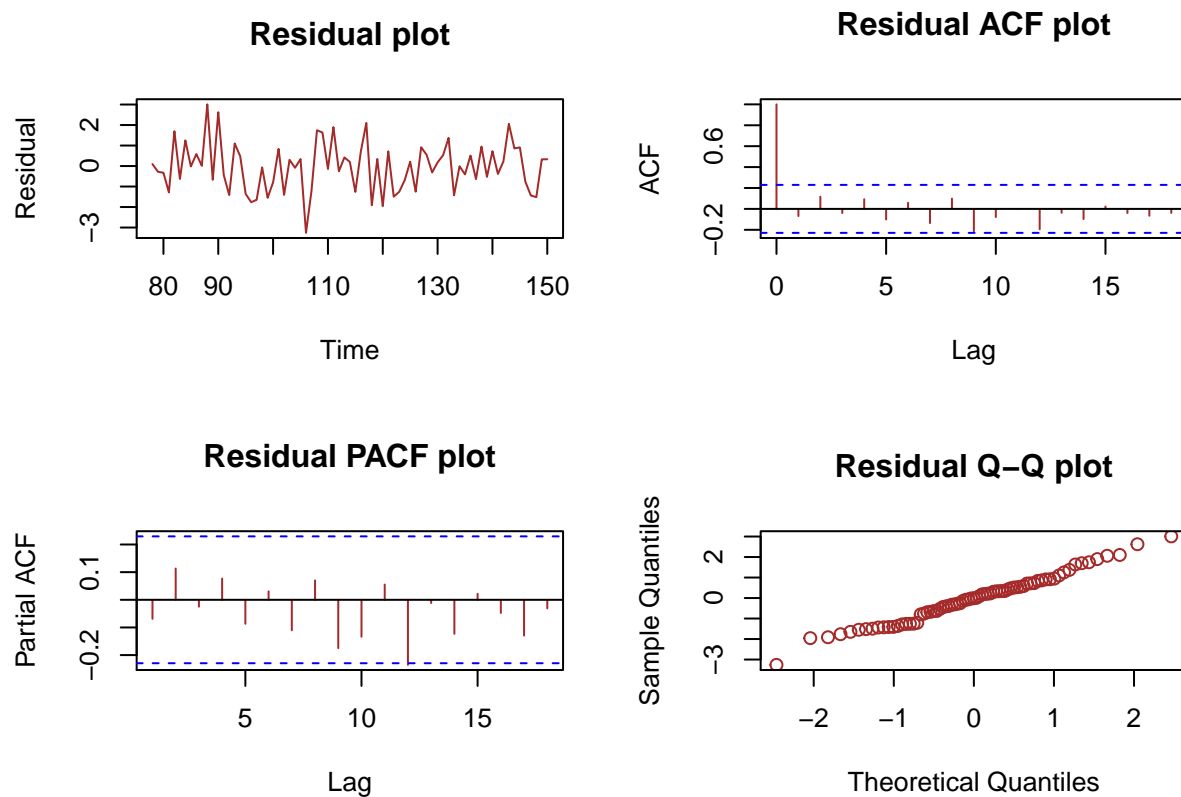 Residual plot
Residual
2
0
−3
80 90 110 130 150
Time
Residual ACF plot
ACF
0.6
−0.2
0 5 10 15
Lag
Residual PACF plot
Partial ACF
0.1
−0.2
5 10 15
Lag
Residual Q−Q plot
Sample Quantiles
2
0
−3
−2 −1 0 1 2
Theoretical Quantiles